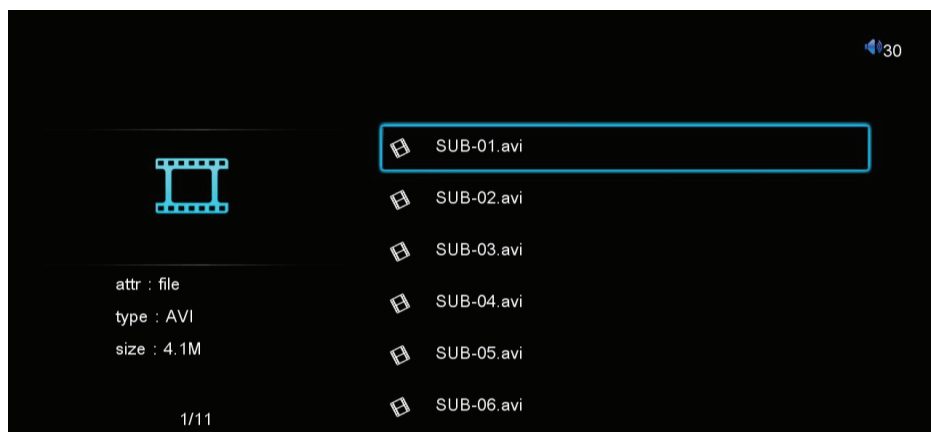 30
SUB-01.avi
SUB-02.avi
SUB-03.avi
attr : file
SUB-04.avi
type : AVI
size : 4.1M
SUB-05.avi
SUB-06.avi
1/11